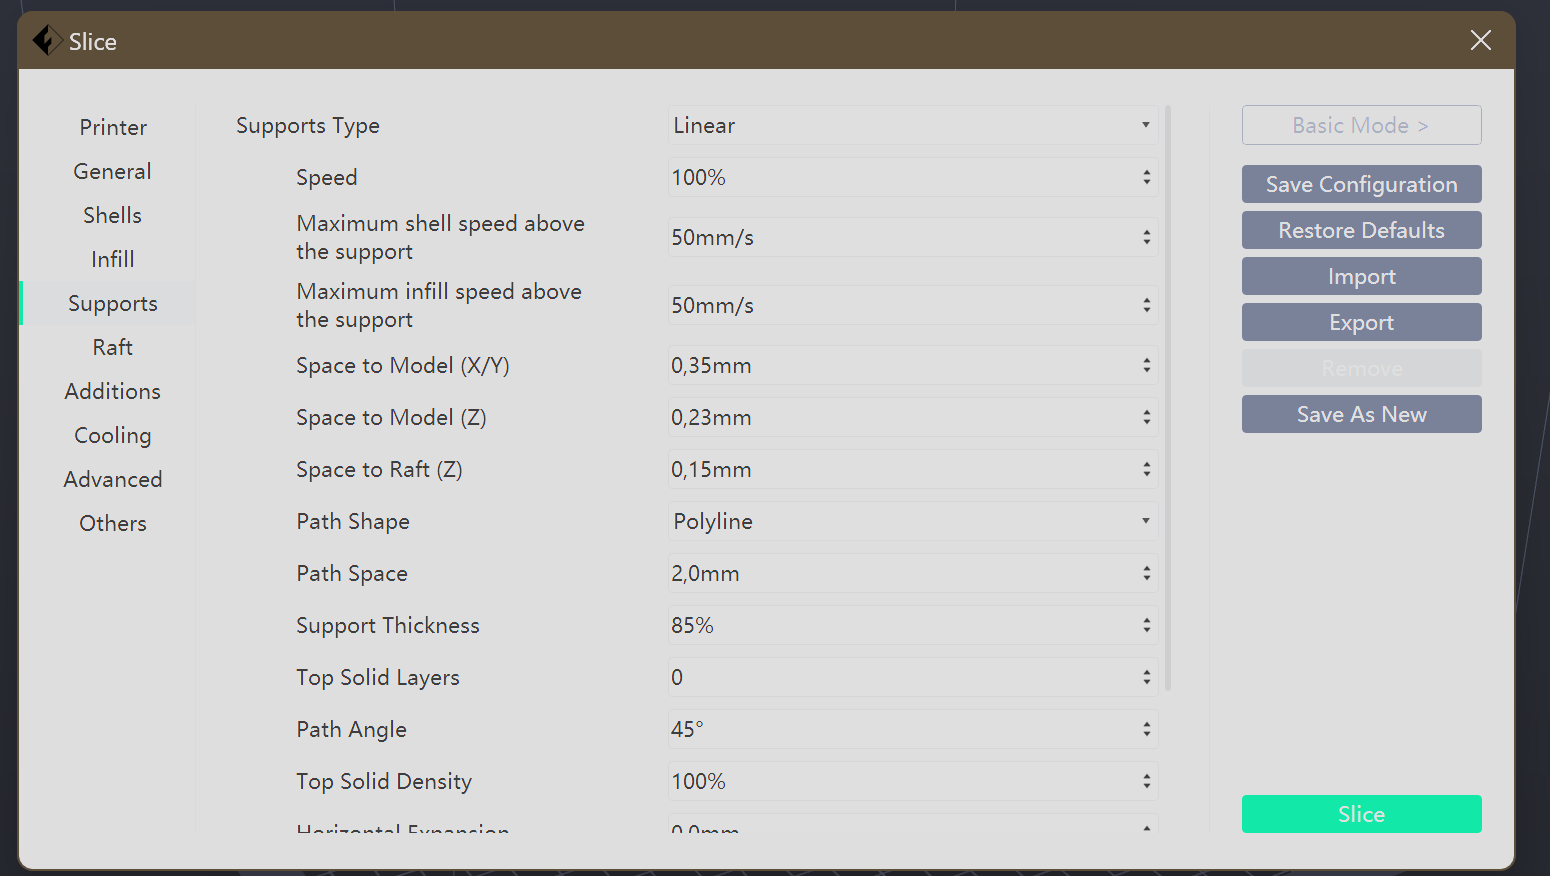 Slice
Printer
General
Shells
Infill
Supports
Raft
Additions
Cooling
Advanced
Others
Supports Type Linear
Speed 100%
Maximum shell speed above
the support 50mm/s
Maximum infill speed above
the support 50mm/s
Space to Model (X/Y) 0,35mm
Space to Model (Z) 0,23mm
Space to Raft (Z) 0,15mm
Path Shape Polyline
Path Space 2,0mm
Support Thickness 85%
Top Solid Layers 0
Path Angle 45°
Top Solid Density 100%
Horizontal Expansion 0,0mm
Basic Mode >
Save Configuration
Restore Defaults
Import
Export
Remove
Save As New
Slice